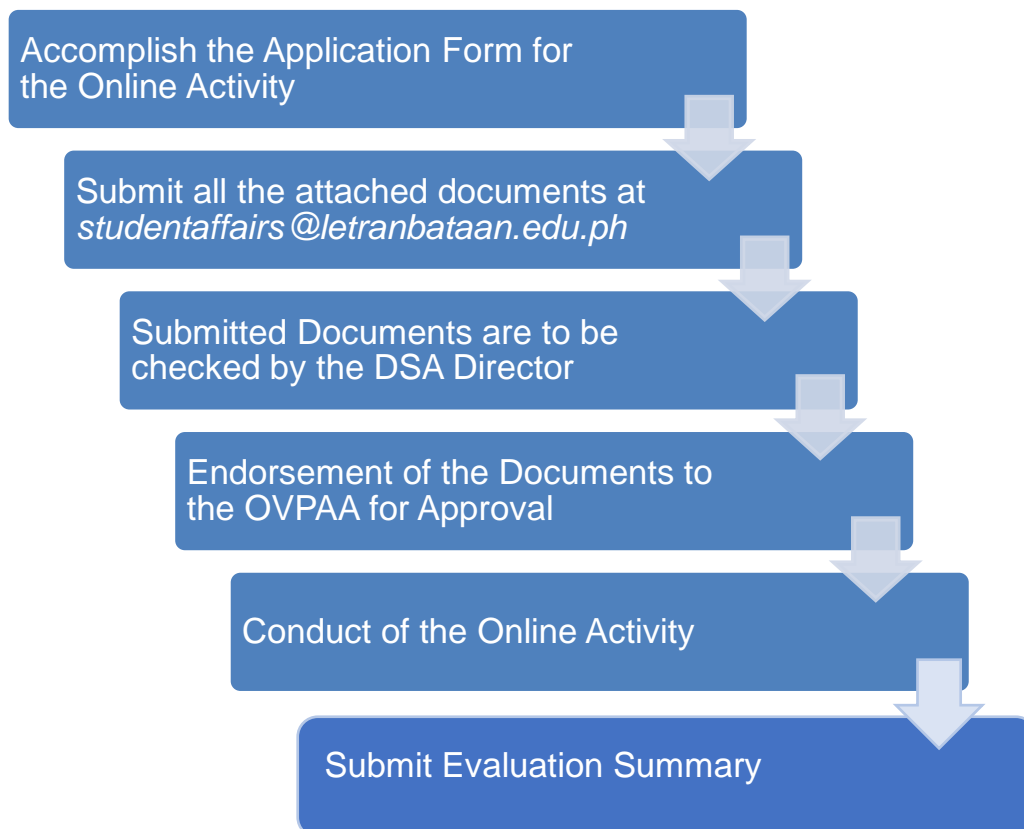 Accomplish the Application Form for
the Online Activity
Submit all the attached documents at
studentaffairs@letranbataan.edu.ph
Submitted Documents are to be
checked by the DSA Director
Endorsement of the Documents to
the OVPAA for Approval
Conduct of the Online Activity
Submit Evaluation Summary